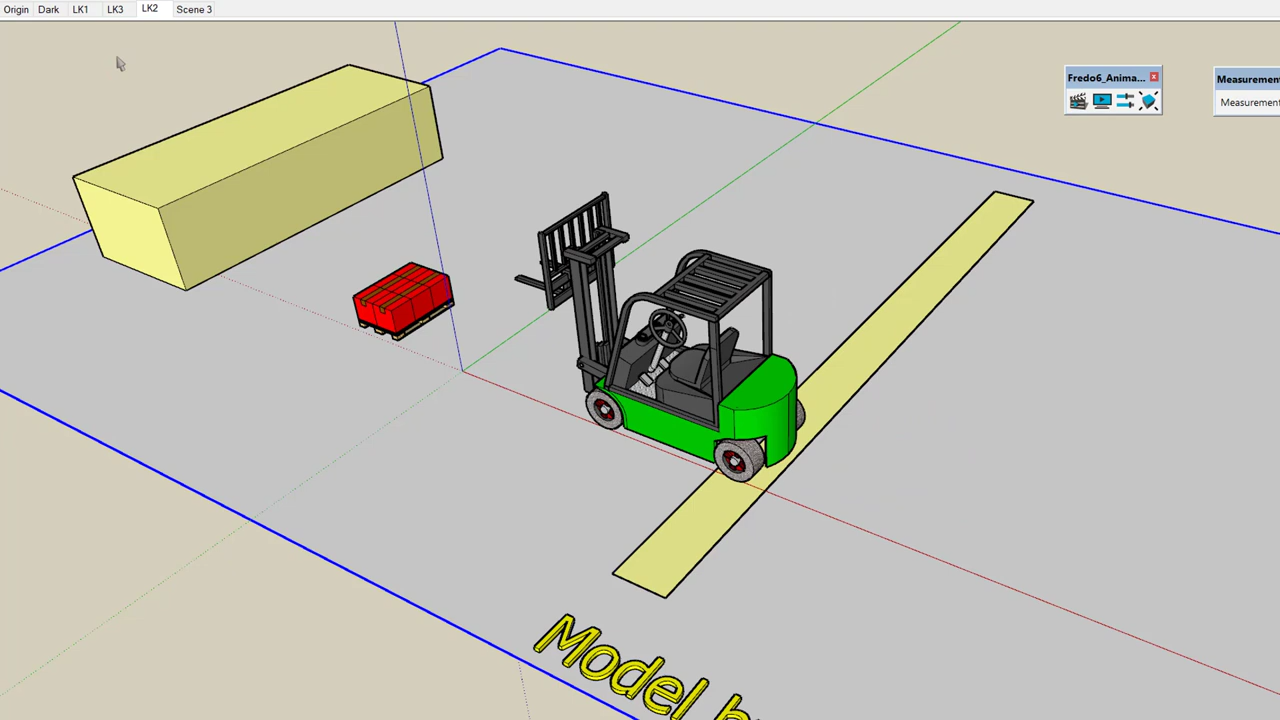 Origin Dark LK1 LK3 LK2 Scene 3
Fredo6_Anima...
Measurement
Measurement
Model b